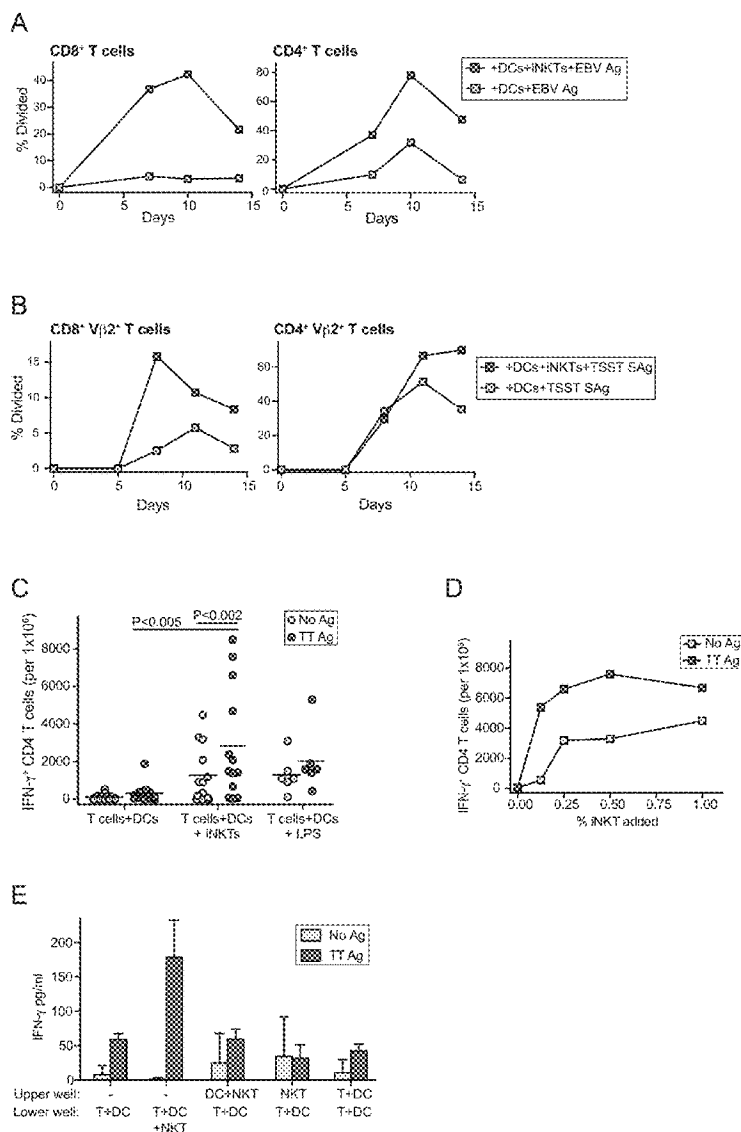 A
CD8⁺ T cells
CD4⁺ T cells
% Divided
40
30
20
10
0
0 5 10 15
Days
80
60
40
20
0
0 5 10 15
Days
+DCs+iNKTs+EBV Ag
+DCs+EBV Ag
B
CD8⁺ Vβ2⁺ T cells
CD4⁺ Vβ2⁺ T cells
% Divided
15
10
5
0
0 5 10 15
Days
60
40
20
0
0 5 10 15
Days
+DCs+iNKTs+TSST SAg
+DCs+TSST SAg
C
IFN-γ⁺ CD4 T cells (per 1x10⁶)
8000
6000
4000
2000
0
P<0.005
P<0.002
No Ag
TT Ag
T cells+DCs
T cells+DCs
+ iNKTs
T cells+DCs
+ LPS
D
IFN-γ⁺ CD4 T cells (per 1x10⁶)
8000
6000
4000
2000
0
0.00 0.25 0.50 0.75 1.00
% iNKT added
No Ag
TT Ag
E
IFN-γ pg/ml
200
150
100
50
0
No Ag
TT Ag
Upper well: - - DC+NKT NKT T+DC
Lower well: T+DC T+DC T+DC T+DC T+DC
+NKT